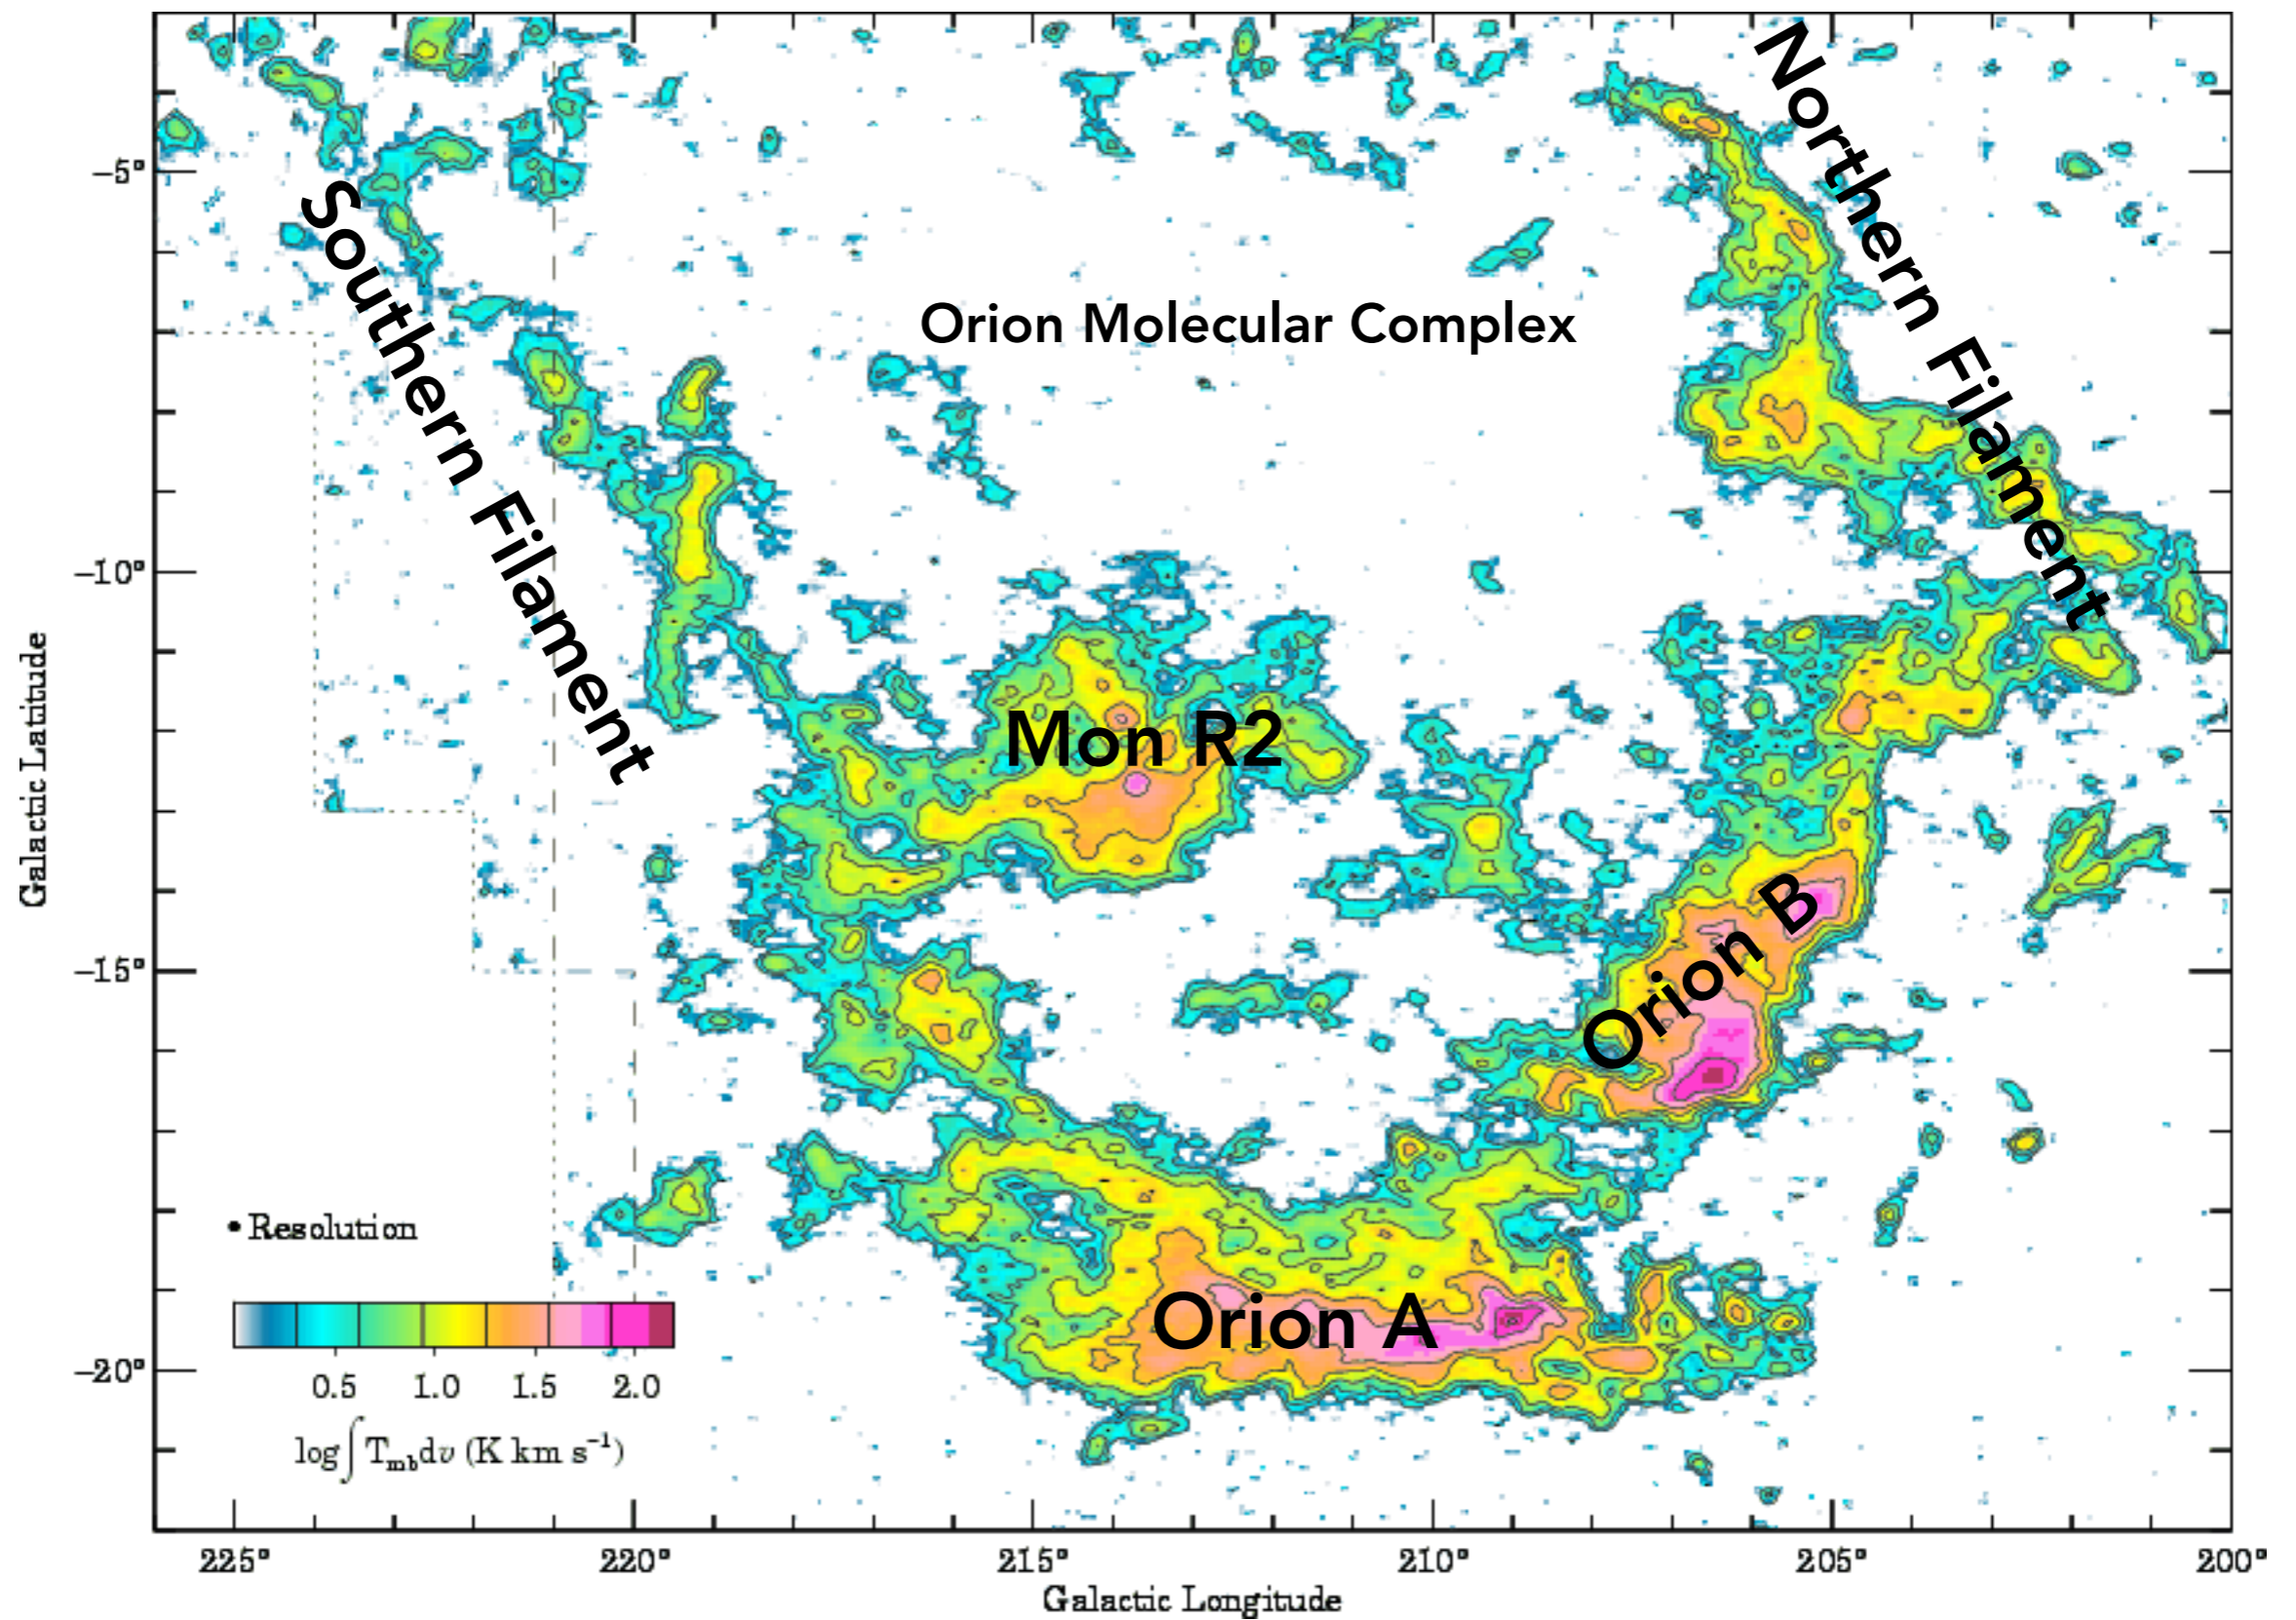 Northern Filament
Southern Filament
Orion Molecular Complex
Mon R2
Orion B
Orion A
−5°
−10°
−15°
−20°
Galactic Latitude
Resolution
0.5 1.0 1.5 2.0
log∫T_mb dv (K km s⁻¹)
225° 220° 215° 210° 205° 200°
Galactic Longitude